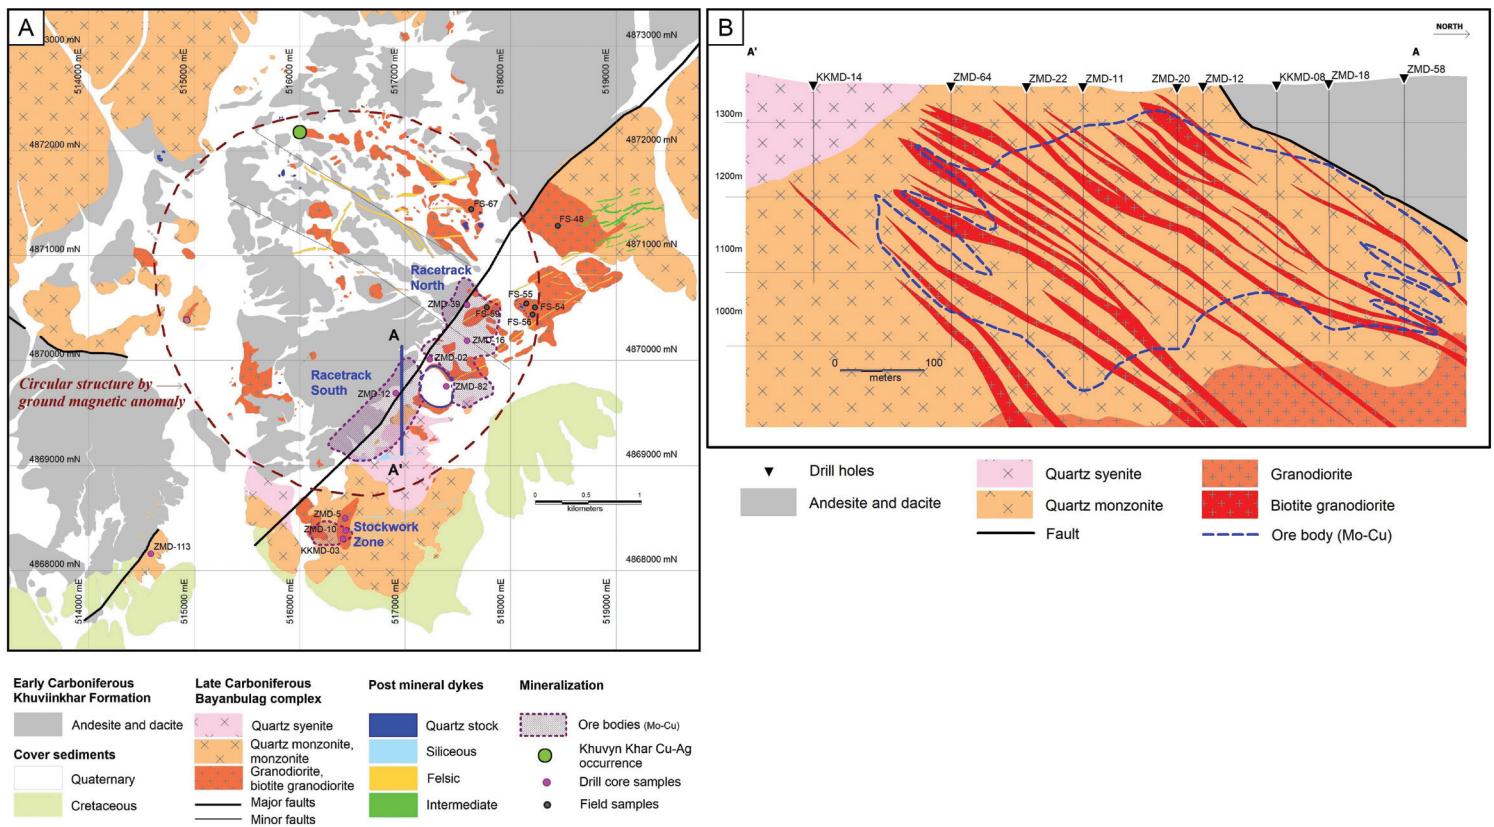 A
3000 mN
514000 mE
515000 mE
516000 mE
517000 mE
518000 mE
519000 mE
4873000 mN
4872000 mN
4872000 mN
FS-67
FS-48
4871000 mN
4871000 mN
Racetrack
North
ZMD-39
FS-55
FS-54
FS-59
FS-56
A
ZMD-16
4870000 mN
4870000 mN
ZMD-02
Circular structure by
ground magnetic anomaly
Racetrack
South
ZMD-12
ZMD-82
4869000 mN
4869000 mN
A'
0 0.5 1
kilometers
ZMD-5
ZMD-10
Stockwork
Zone
KKMD-03
ZMD-113
4868000 mN
4868000 mN
514000 mE
515000 mE
516000 mE
517000 mE
518000 mE
519000 mE
B
NORTH
A'
A
KKMD-14
ZMD-64
ZMD-22
ZMD-11
ZMD-20
ZMD-12
KKMD-08
ZMD-18
ZMD-58
1300m
1200m
1100m
1000m
0 100
meters
Drill holes
Andesite and dacite
Quartz syenite
Quartz monzonite
Fault
Granodiorite
Biotite granodiorite
Ore body (Mo-Cu)
Early Carboniferous
Khuviinkhar Formation
Andesite and dacite
Cover sediments
Quaternary
Cretaceous
Late Carboniferous
Bayanbulag complex
Quartz syenite
Quartz monzonite,
monzonite
Granodiorite,
biotite granodiorite
Major faults
Minor faults
Post mineral dykes
Quartz stock
Siliceous
Felsic
Intermediate
Mineralization
Ore bodies (Mo-Cu)
Khuvyn Khar Cu-Ag
occurrence
Drill core samples
Field samples